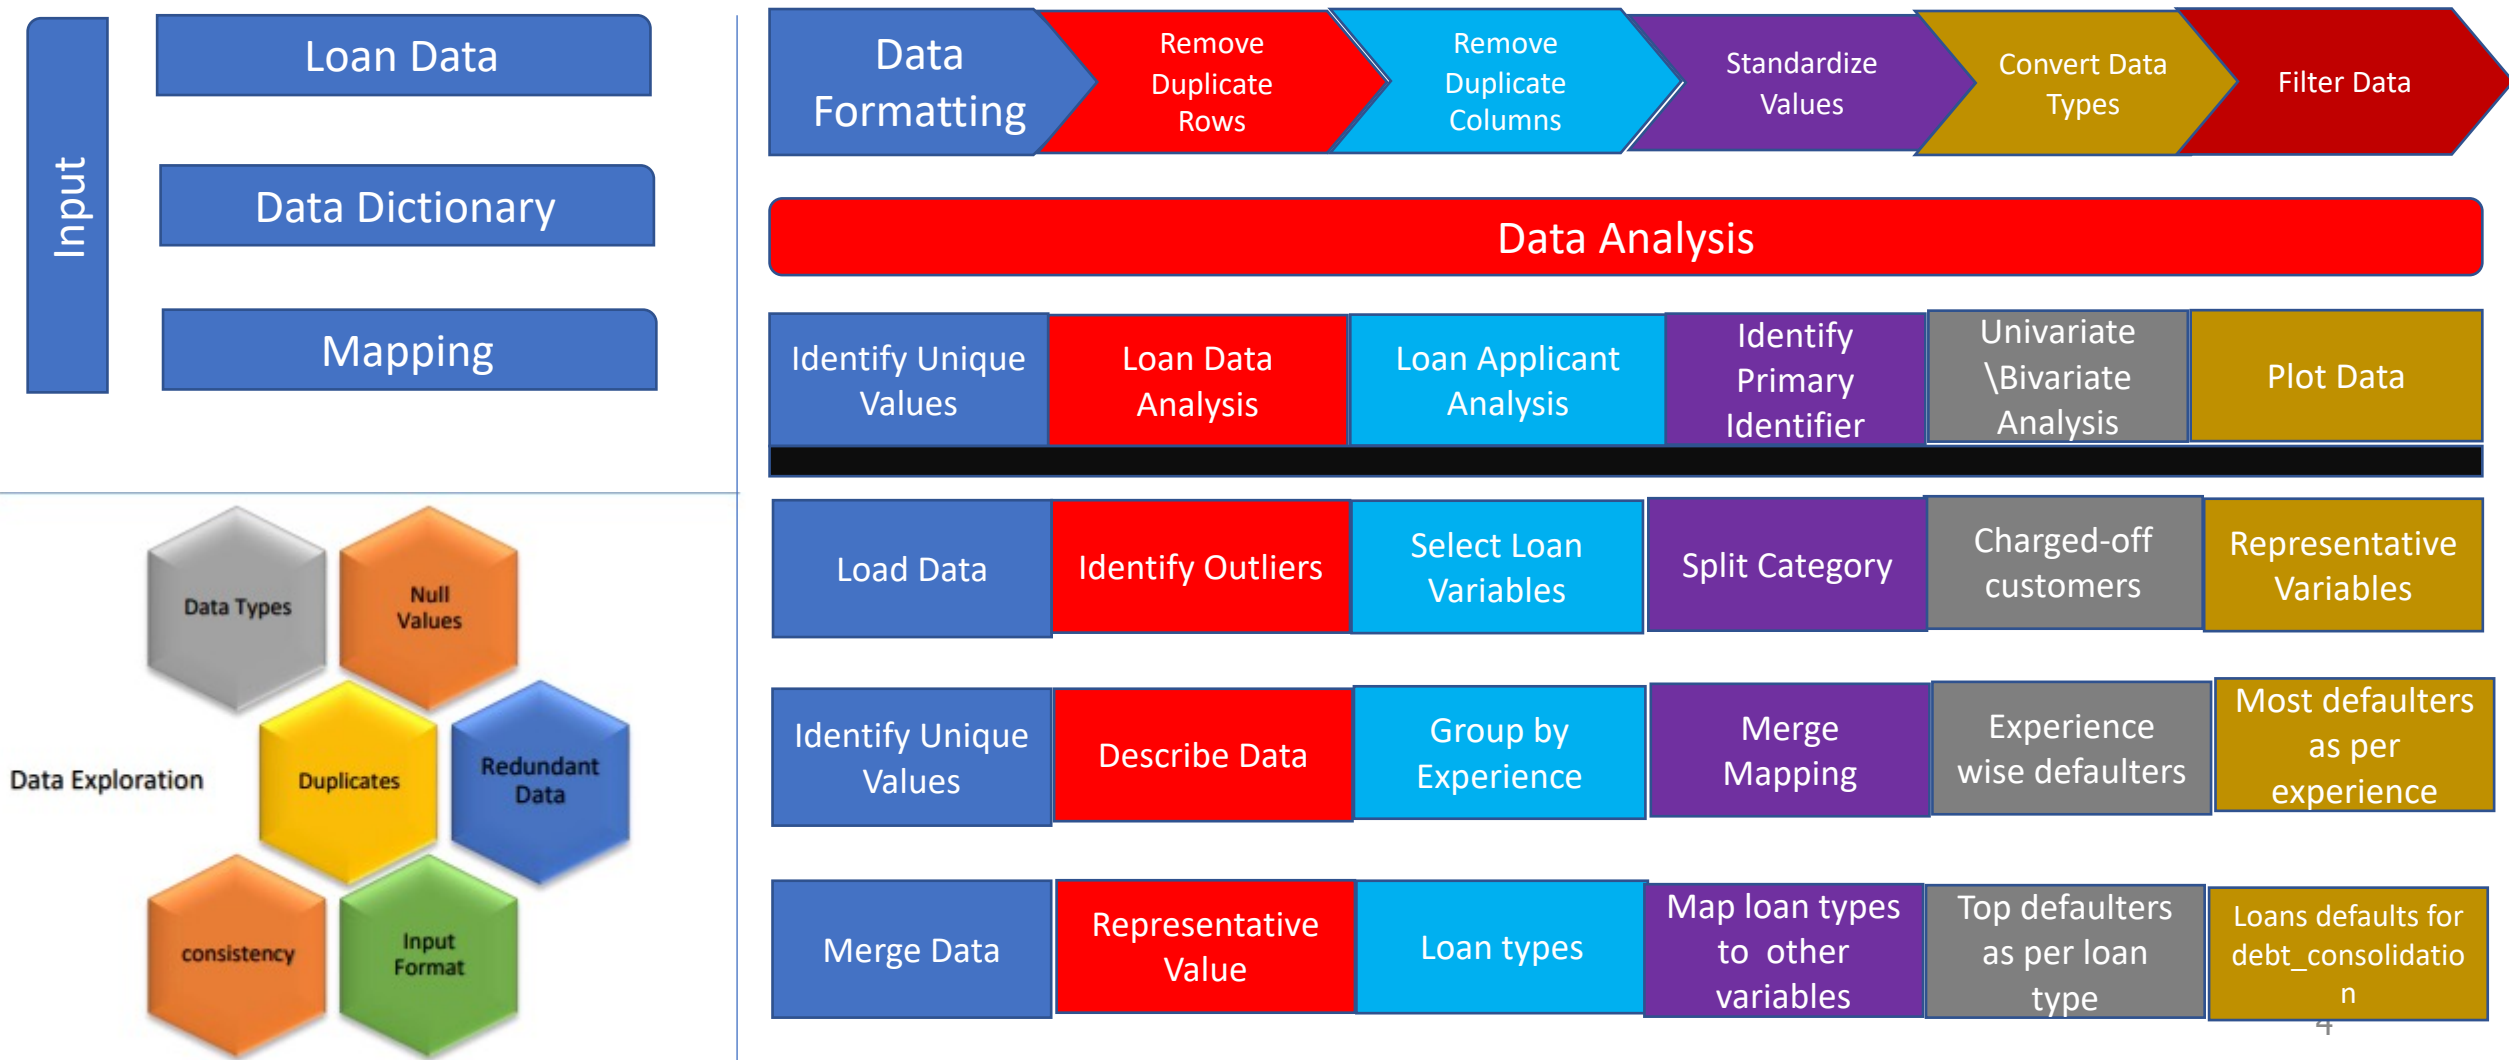 Input
Loan Data
Data Dictionary
Mapping
Data
Formatting
Remove
Duplicate
Rows
Remove
Duplicate
Columns
Standardize
Values
Convert Data
Types
Filter Data
Data Analysis
Identify Unique
Values
Loan Data
Analysis
Loan Applicant
Analysis
Identify
Primary
Identifier
Univariate
\Bivariate
Analysis
Plot Data
Data Exploration
Data Types
Null
Values
Duplicates
Redundant
Data
consistency
Input
Format
Load Data
Identify Outliers
Select Loan
Variables
Split Category
Charged-off
customers
Representative
Variables
Identify Unique
Values
Describe Data
Group by
Experience
Merge
Mapping
Experience
wise defaulters
Most defaulters
as per
experience
Merge Data
Representative
Value
Loan types
Map loan types
to other
variables
Top defaulters
as per loan
type
Loans defaults for
debt_consolidatio
n
4